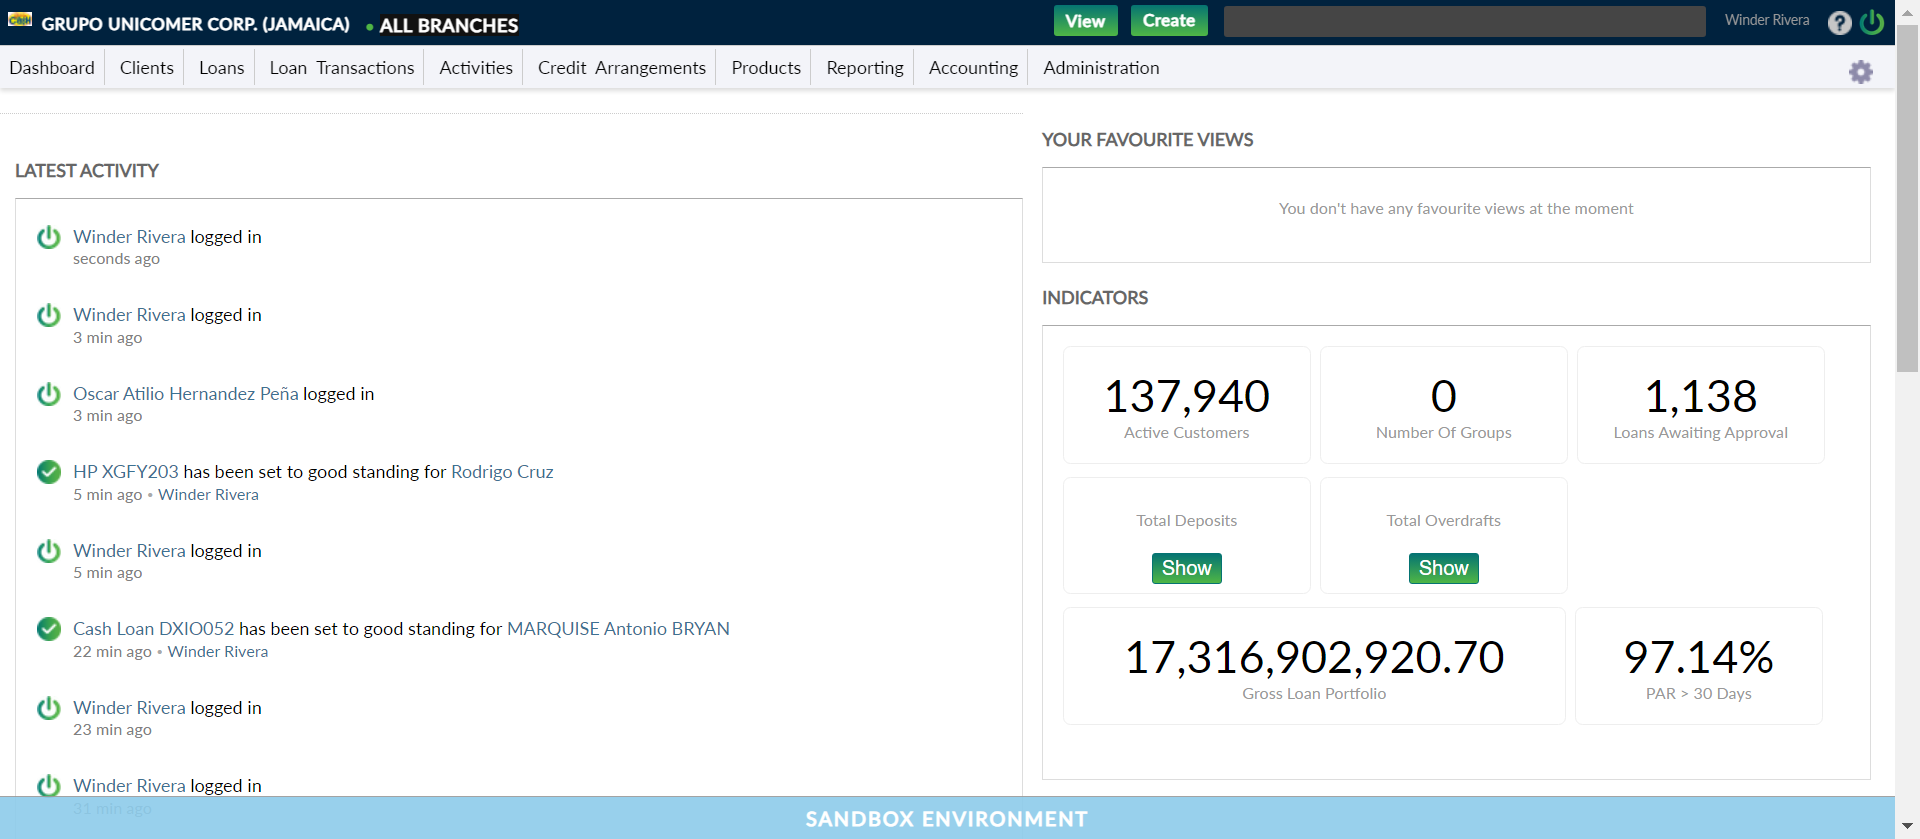 Cash GRUPO UNICOMER CORP. (JAMAICA) • ALL BRANCHES View Create Winder Rivera ?
Dashboard Clients Loans Loan Transactions Activities Credit Arrangements Products Reporting Accounting Administration
LATEST ACTIVITY
Winder Rivera logged in
seconds ago
Winder Rivera logged in
3 min ago
Oscar Atilio Hernandez Peña logged in
3 min ago
HP XGFY203 has been set to good standing for Rodrigo Cruz
5 min ago • Winder Rivera
Winder Rivera logged in
5 min ago
Cash Loan DXIO052 has been set to good standing for MARQUISE Antonio BRYAN
22 min ago • Winder Rivera
Winder Rivera logged in
23 min ago
Winder Rivera logged in
31 min ago
YOUR FAVOURITE VIEWS
You don't have any favourite views at the moment
INDICATORS
137,940
Active Customers
0
Number Of Groups
1,138
Loans Awaiting Approval
Total Deposits
Show
Total Overdrafts
Show
17,316,902,920.70
Gross Loan Portfolio
97.14%
PAR > 30 Days
SANDBOX ENVIRONMENT